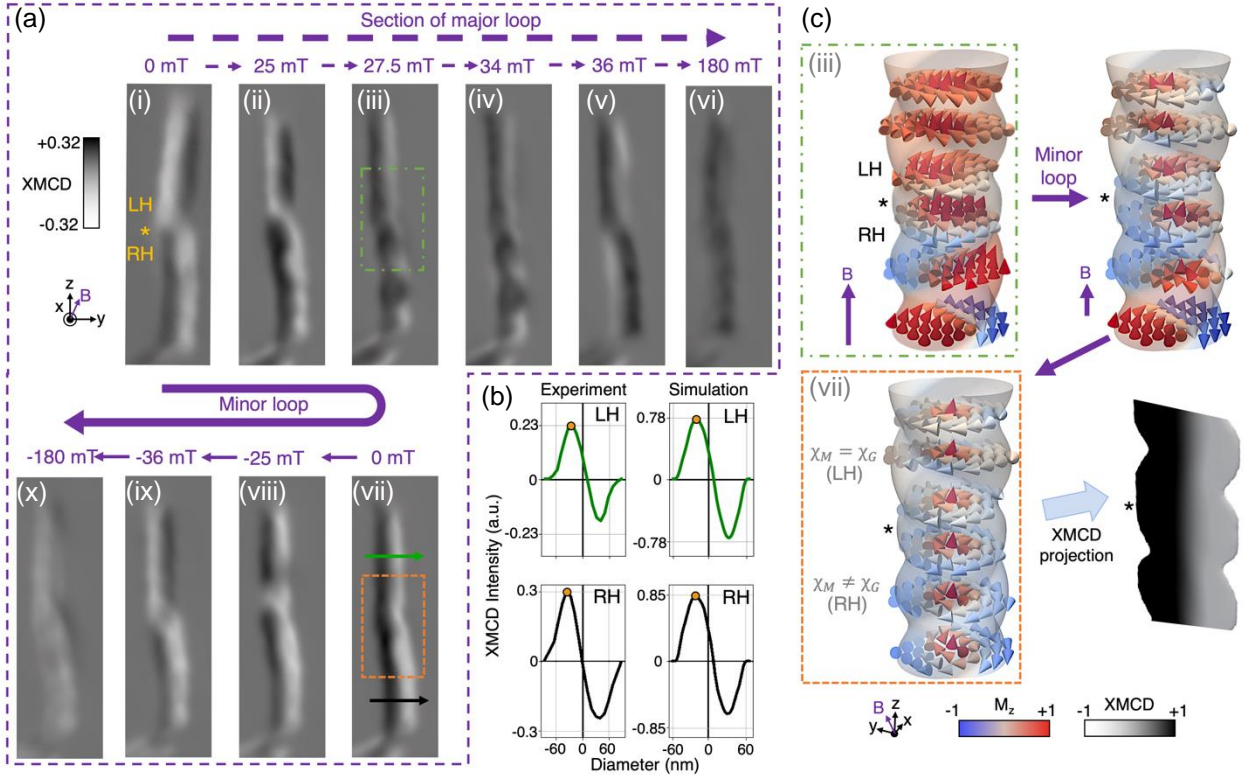 (a)
Section of major loop
0 mT 25 mT 27.5 mT 34 mT 36 mT 180 mT
(i) (ii) (iii) (iv) (v) (vi)
+0.32
XMCD
-0.32
LH
*
RH
z
B
x
y
Minor loop
-180 mT -36 mT -25 mT 0 mT
(x) (ix) (viii) (vii)
(b)
Experiment Simulation
LH LH
0.23 0.78
0 0
-0.23 -0.78
RH RH
0.3 0.85
0 0
-0.3 -0.85
-60 0 60 -60 0 60
XMCD Intensity (a.u.)
Diameter (nm)
(c)
(iii)
LH
*
RH
B
Minor
loop
*
B
(vii)
χM = χG
(LH)
*
χM ≠ χG
(RH)
XMCD
projection
*
B z
y x
Mz
-1 +1
XMCD
-1 +1